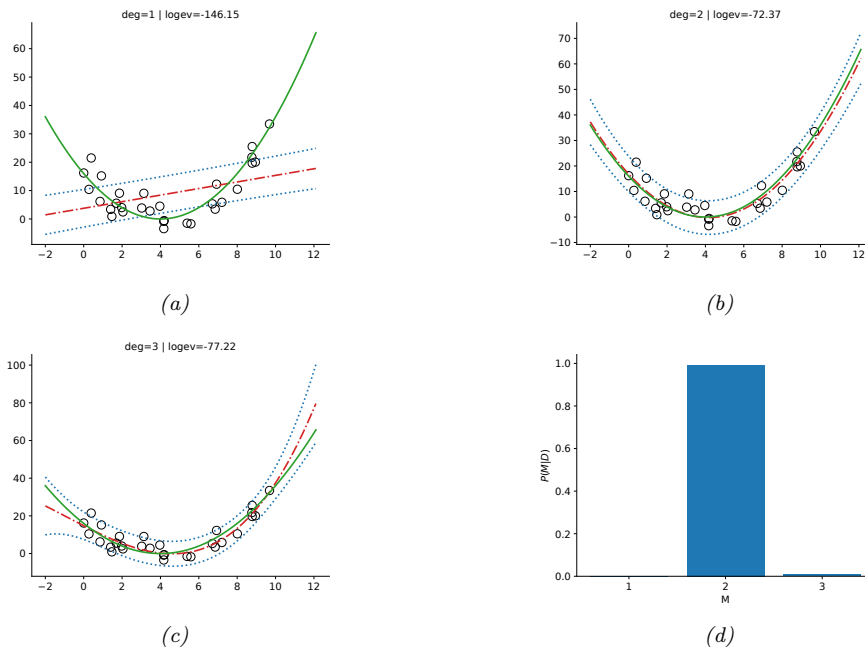 deg=1 | logev=-146.15
60
50
40
30
20
10
0
−2 0 2 4 6 8 10 12
(a)
deg=2 | logev=-72.37
70
60
50
40
30
20
10
0
−10
−2 0 2 4 6 8 10 12
(b)
deg=3 | logev=-77.22
100
80
60
40
20
0
−2 0 2 4 6 8 10 12
(c)
1.0
0.8
0.6
0.4
0.2
0.0
P(M|D)
1 2 3
M
(d)